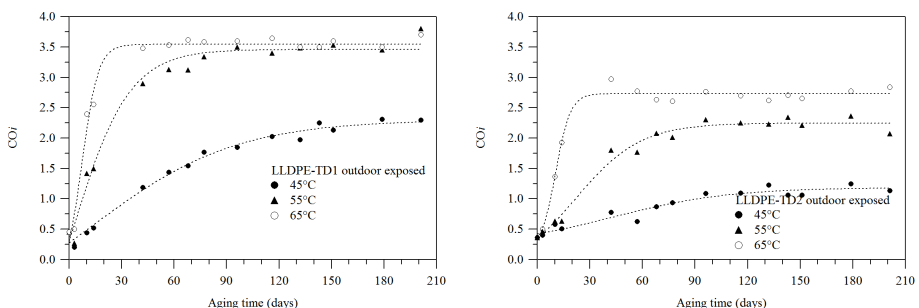 4.0
3.5
3.0
2.5
2.0
1.5
1.0
0.5
0.0
COi
LLDPE-TD1 outdoor exposed
45°C
55°C
65°C
0 30 60 90 120 150 180 210
Aging time (days)
4.0
3.5
3.0
2.5
2.0
1.5
1.0
0.5
0.0
COi
LLDPE-TD2 outdoor exposed
45°C
55°C
65°C
0 30 60 90 120 150 180 210
Aging time (days)